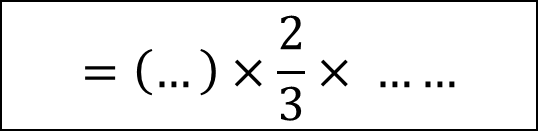 = (...) × 2/3 × ... ...